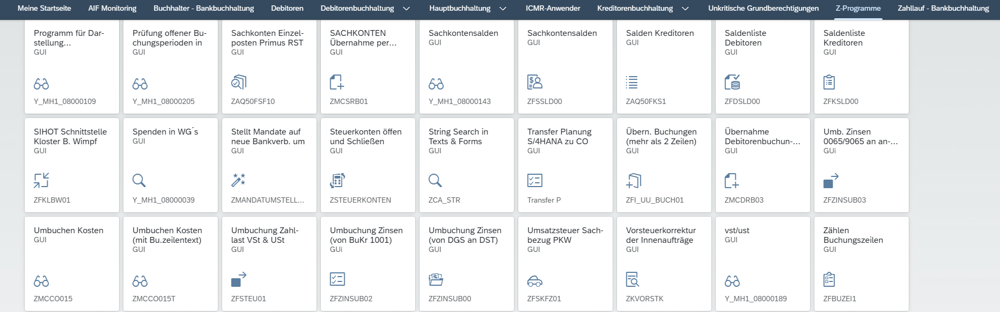 Meine Startseite
AIF Monitoring
Buchhalter - Bankbuchhaltung
Debitoren
Debitorenbuchhaltung
Hauptbuchhaltung
ICMR-Anwender
Kreditorenbuchhaltung
Unkritische Grundberechtigungen
Z-Programme
Zahllauf - Bankbuchhaltung
Programm für Dar-
stellung...
GUI
Y_MH1_08000109
Prüfung offener Bu-
chungsperioden in
GUI
Y_MH1_08000205
Sachkonten Einzel-
posten Primus RST
GUI
ZAQ50FSF10
SACHKONTEN
Übernahme per...
GUI
ZMCSRB01
Sachkontensalden
GUI
Y_MH1_08000143
Sachkontensalden
GUI
ZFSSLD00
Salden Kreditoren
GUI
ZAQ50FKS1
Saldenliste
Debitoren
GUI
ZFDSLD00
Saldenliste
Kreditoren
GUI
ZFKSLD00
SIHOT Schnittstelle
Kloster B. Wimpf
GUI
ZFKLBW01
Spenden in WG´s
GUI
Y_MH1_08000039
Stellt Mandate auf
neue Bankverb. um
GUI
ZMANDATUMSTELL...
Steuerkonten öffen
und Schließen
GUI
ZSTEUERKONTEN
String Search in
Texts & Forms
GUI
ZCA_STR
Transfer Planung
S/4HANA zu CO
GUI
Transfer P
Übern. Buchungen
(mehr als 2 Zeilen)
GUI
ZFI_UU_BUCH01
Übernahme
Debitorenbuchun-...
GUI
ZMCDRB03
Umb. Zinsen
0065/9065 an an-...
GUi
ZFZINSUB03
Umbuchen Kosten
GUI
ZMCCO015
Umbuchen Kosten
(mit Bu.zeilentext)
GUI
ZMCCO015T
Umbuchung Zahl-
last VSt & USt
GUI
ZFSTEU01
Umbuchung Zinsen
(von BuKr 1001)
GUi
ZFZINSUB02
Umbuchung Zinsen
(von DGS an DST)
GUI
ZFZINSUB00
Umsatzsteuer Sach-
bezug PKW
GUI
ZFSKFZ01
Vorsteuerkorrektur
der Innenaufträge
GUI
ZKVORSTK
vst/ust
GUI
Y_MH1_08000189
Zählen
Buchungszeilen
GUI
ZFBUZEI1